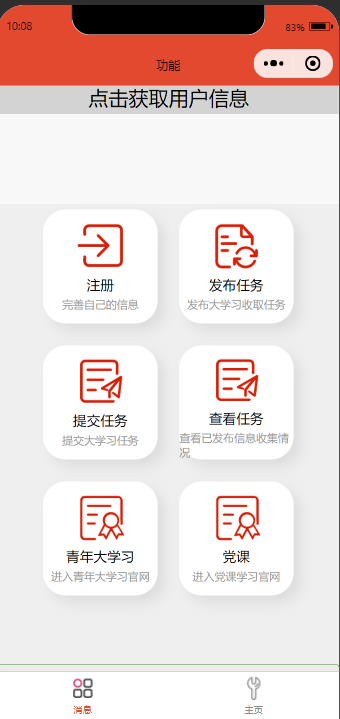 10:08
83%
功能
点击获取用户信息
注册
完善自己的信息
发布任务
发布大学习收取任务
提交任务
提交大学习任务
查看任务
查看已发布信息收集情
况
青年大学习
进入青年大学习官网
党课
进入党课学习官网
消息
主页